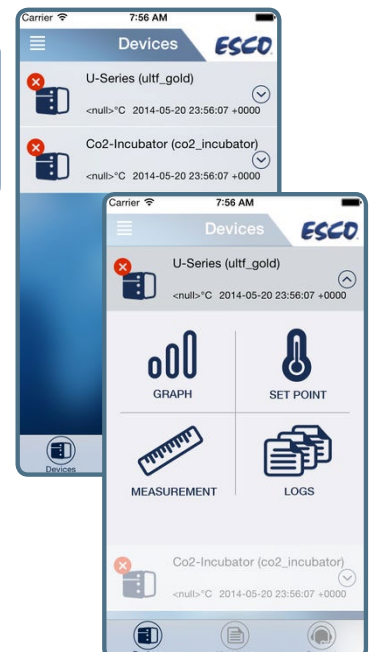 Carrier 7:56 AM
Devices ESCO
U-Series (ultf_gold)
<null>°C 2014-05-20 23:56:07 +0000
Co2-Incubator (co2_incubator)
<null>°C 2014-05-20 23:56:07 +0000
Devices
Carrier 7:56 AM
Devices ESCO
U-Series (ultf_gold)
<null>°C 2014-05-20 23:56:07 +0000
GRAPH SET POINT
MEASUREMENT LOGS
Co2-Incubator (co2_incubator)
<null>°C 2014-05-20 23:56:07 +0000